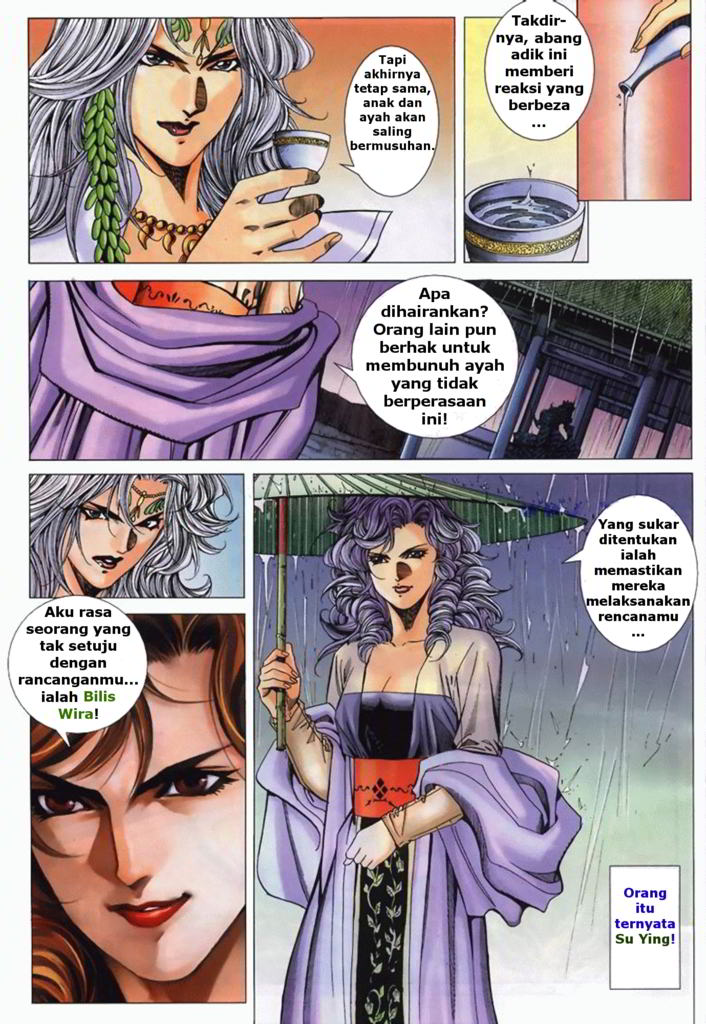 Takdir-
nya, abang
adik ini
memberi
reaksi yang
berbeza
...
Tapi
akhirnya
tetap sama,
anak dan
ayah akan
saling
bermusuhan.
Apa
dihairankan?
Orang lain pun
berhak untuk
membunuh ayah
yang tidak
berperasaan
ini!
Yang sukar
ditentukan
ialah
memastikan
mereka
melaksanakan
rencanamu
...
Aku rasa
seorang yang
tak setuju
dengan
rancanganmu...
ialah Bilis
Wira!
Orang
itu
ternyata
Su Ying!